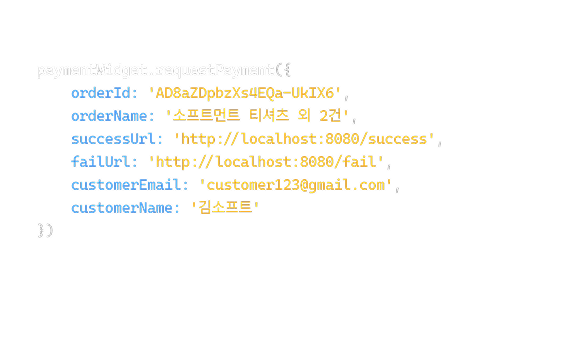 paymentWidget.requestPayment({
orderId: 'AD8aZDpbzXs4EQa-UkIX6',
orderName: '소프트먼트 티셔츠 외 2건',
successUrl: 'http://localhost:8080/success',
failUrl: 'http://localhost:8080/fail',
customerEmail: 'customer123@gmail.com',
customerName: '김소프트'
})